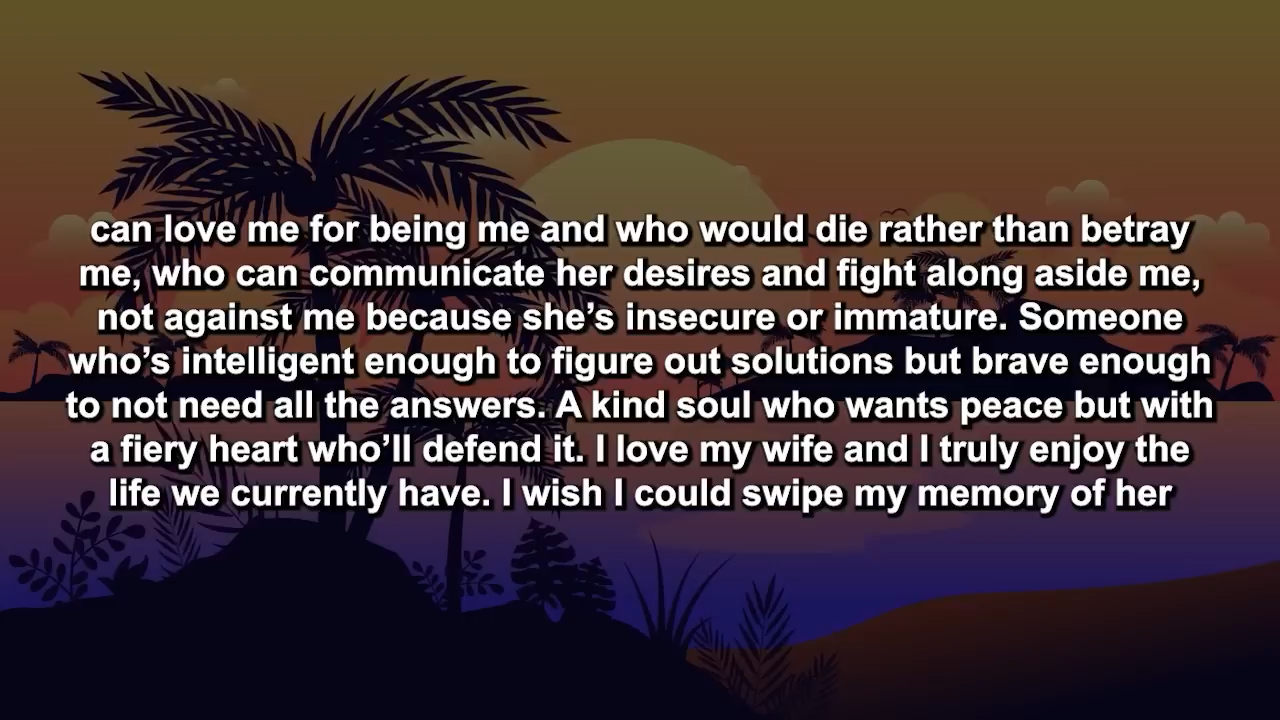 can love me for being me and who would die rather than betray
me, who can communicate her desires and fight along aside me,
not against me because she’s insecure or immature. Someone
who’s intelligent enough to figure out solutions but brave enough
to not need all the answers. A kind soul who wants peace but with
a fiery heart who’ll defend it. I love my wife and I truly enjoy the
life we currently have. I wish I could swipe my memory of her